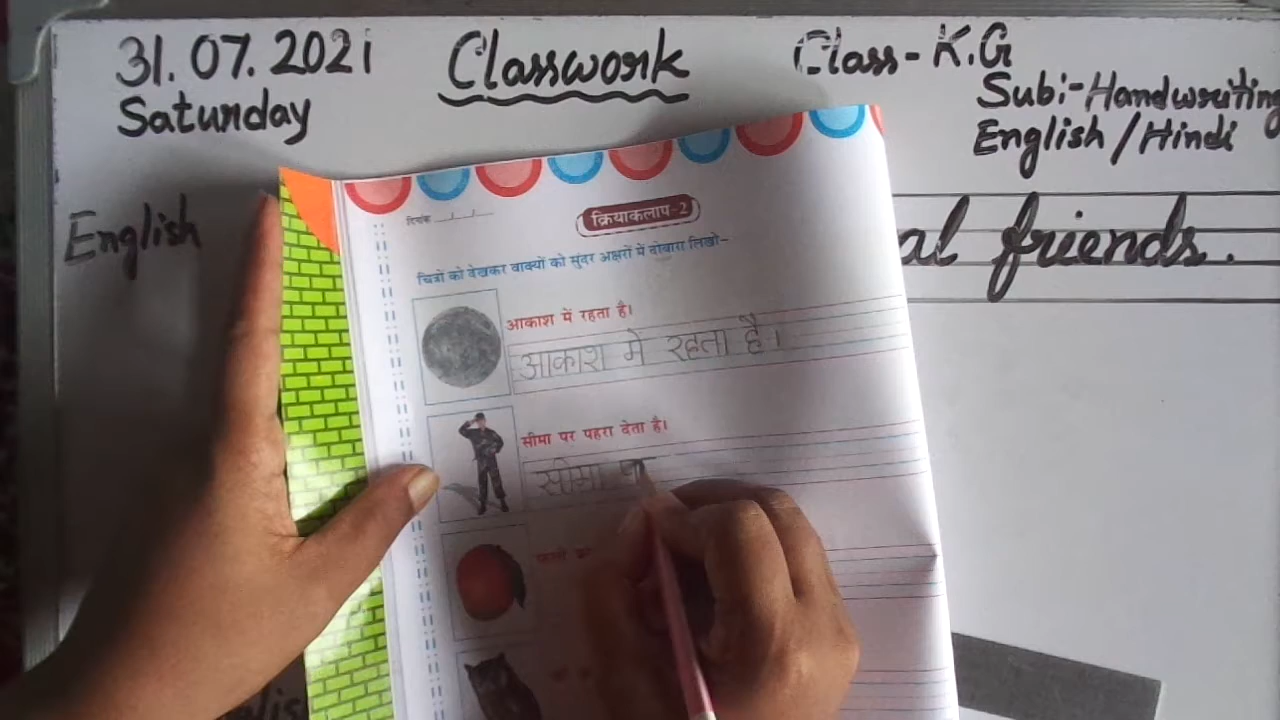 31.07.2021
Saturday
Classwork
Class-K.G
Sub:-Handwriting
English/Hindi
English
al friends.
दिनांक
क्रियाकलाप-2
चित्रों को देखकर वाक्यों को सुंदर अक्षरों में दोबारा लिखो-
आकाश में रहता है।
आकाश मे रहता है।
सीमा पर पहरा देता है।
सीमा प